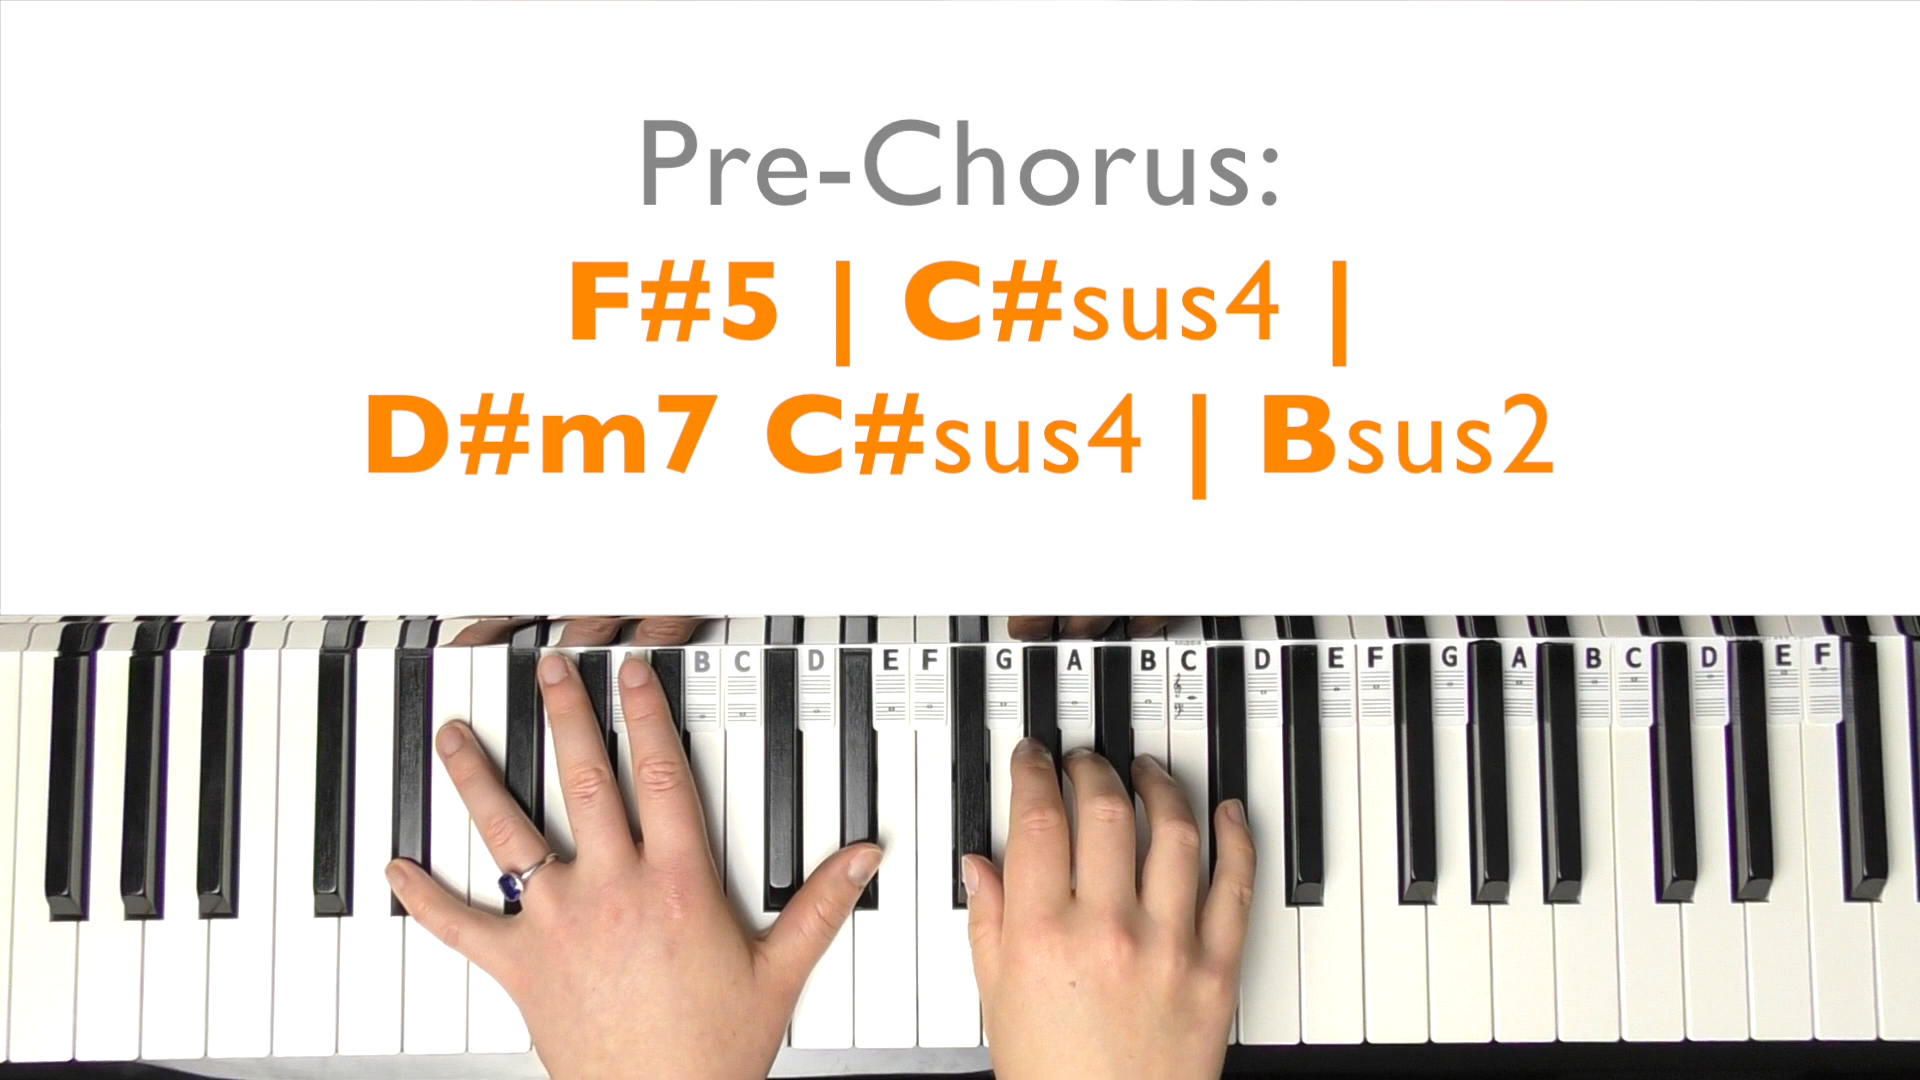 Pre-Chorus:
F#5 | C#sus4 |
D#m7 C#sus4 | Bsus2
B C D E F G A B C D E F G A B C D E F